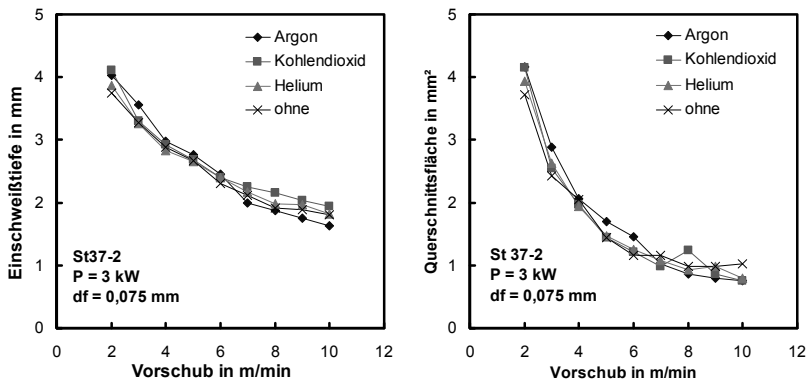 Einschweißtiefe in mm
5
4
3
2
1
0
0 2 4 6 8 10 12
Vorschub in m/min
Argon
Kohlendioxid
Helium
ohne
St37-2
P = 3 kW
df = 0,075 mm
Querschnittsfläche in mm²
5
4
3
2
1
0
0 2 4 6 8 10 12
Vorschub in m/min
Argon
Kohlendioxid
Helium
ohne
St 37-2
P = 3 kW
df = 0,075 mm